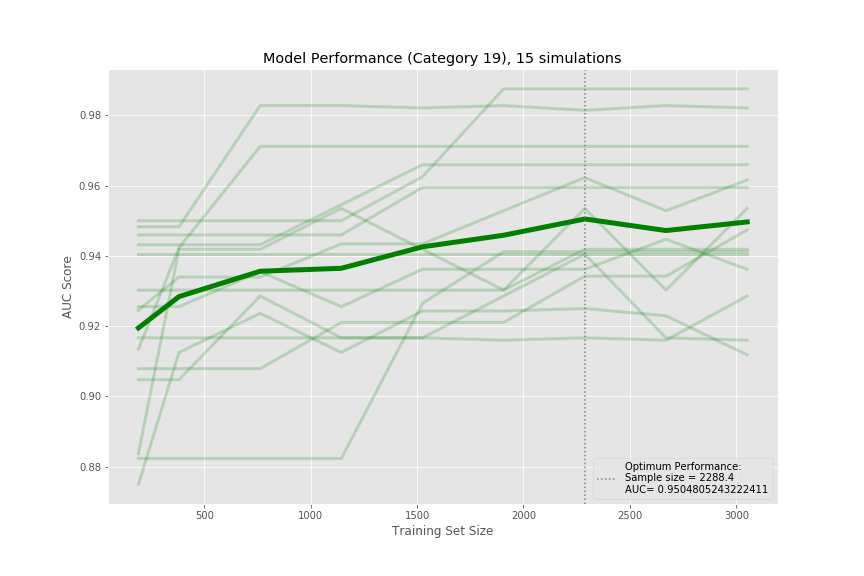 Model Performance (Category 19), 15 simulations
AUC Score
0.98
0.96
0.94
0.92
0.90
0.88
Optimum Performance:
Sample size = 2288.4
AUC= 0.9504805243222411
500
1000
1500
2000
2500
3000
Training Set Size